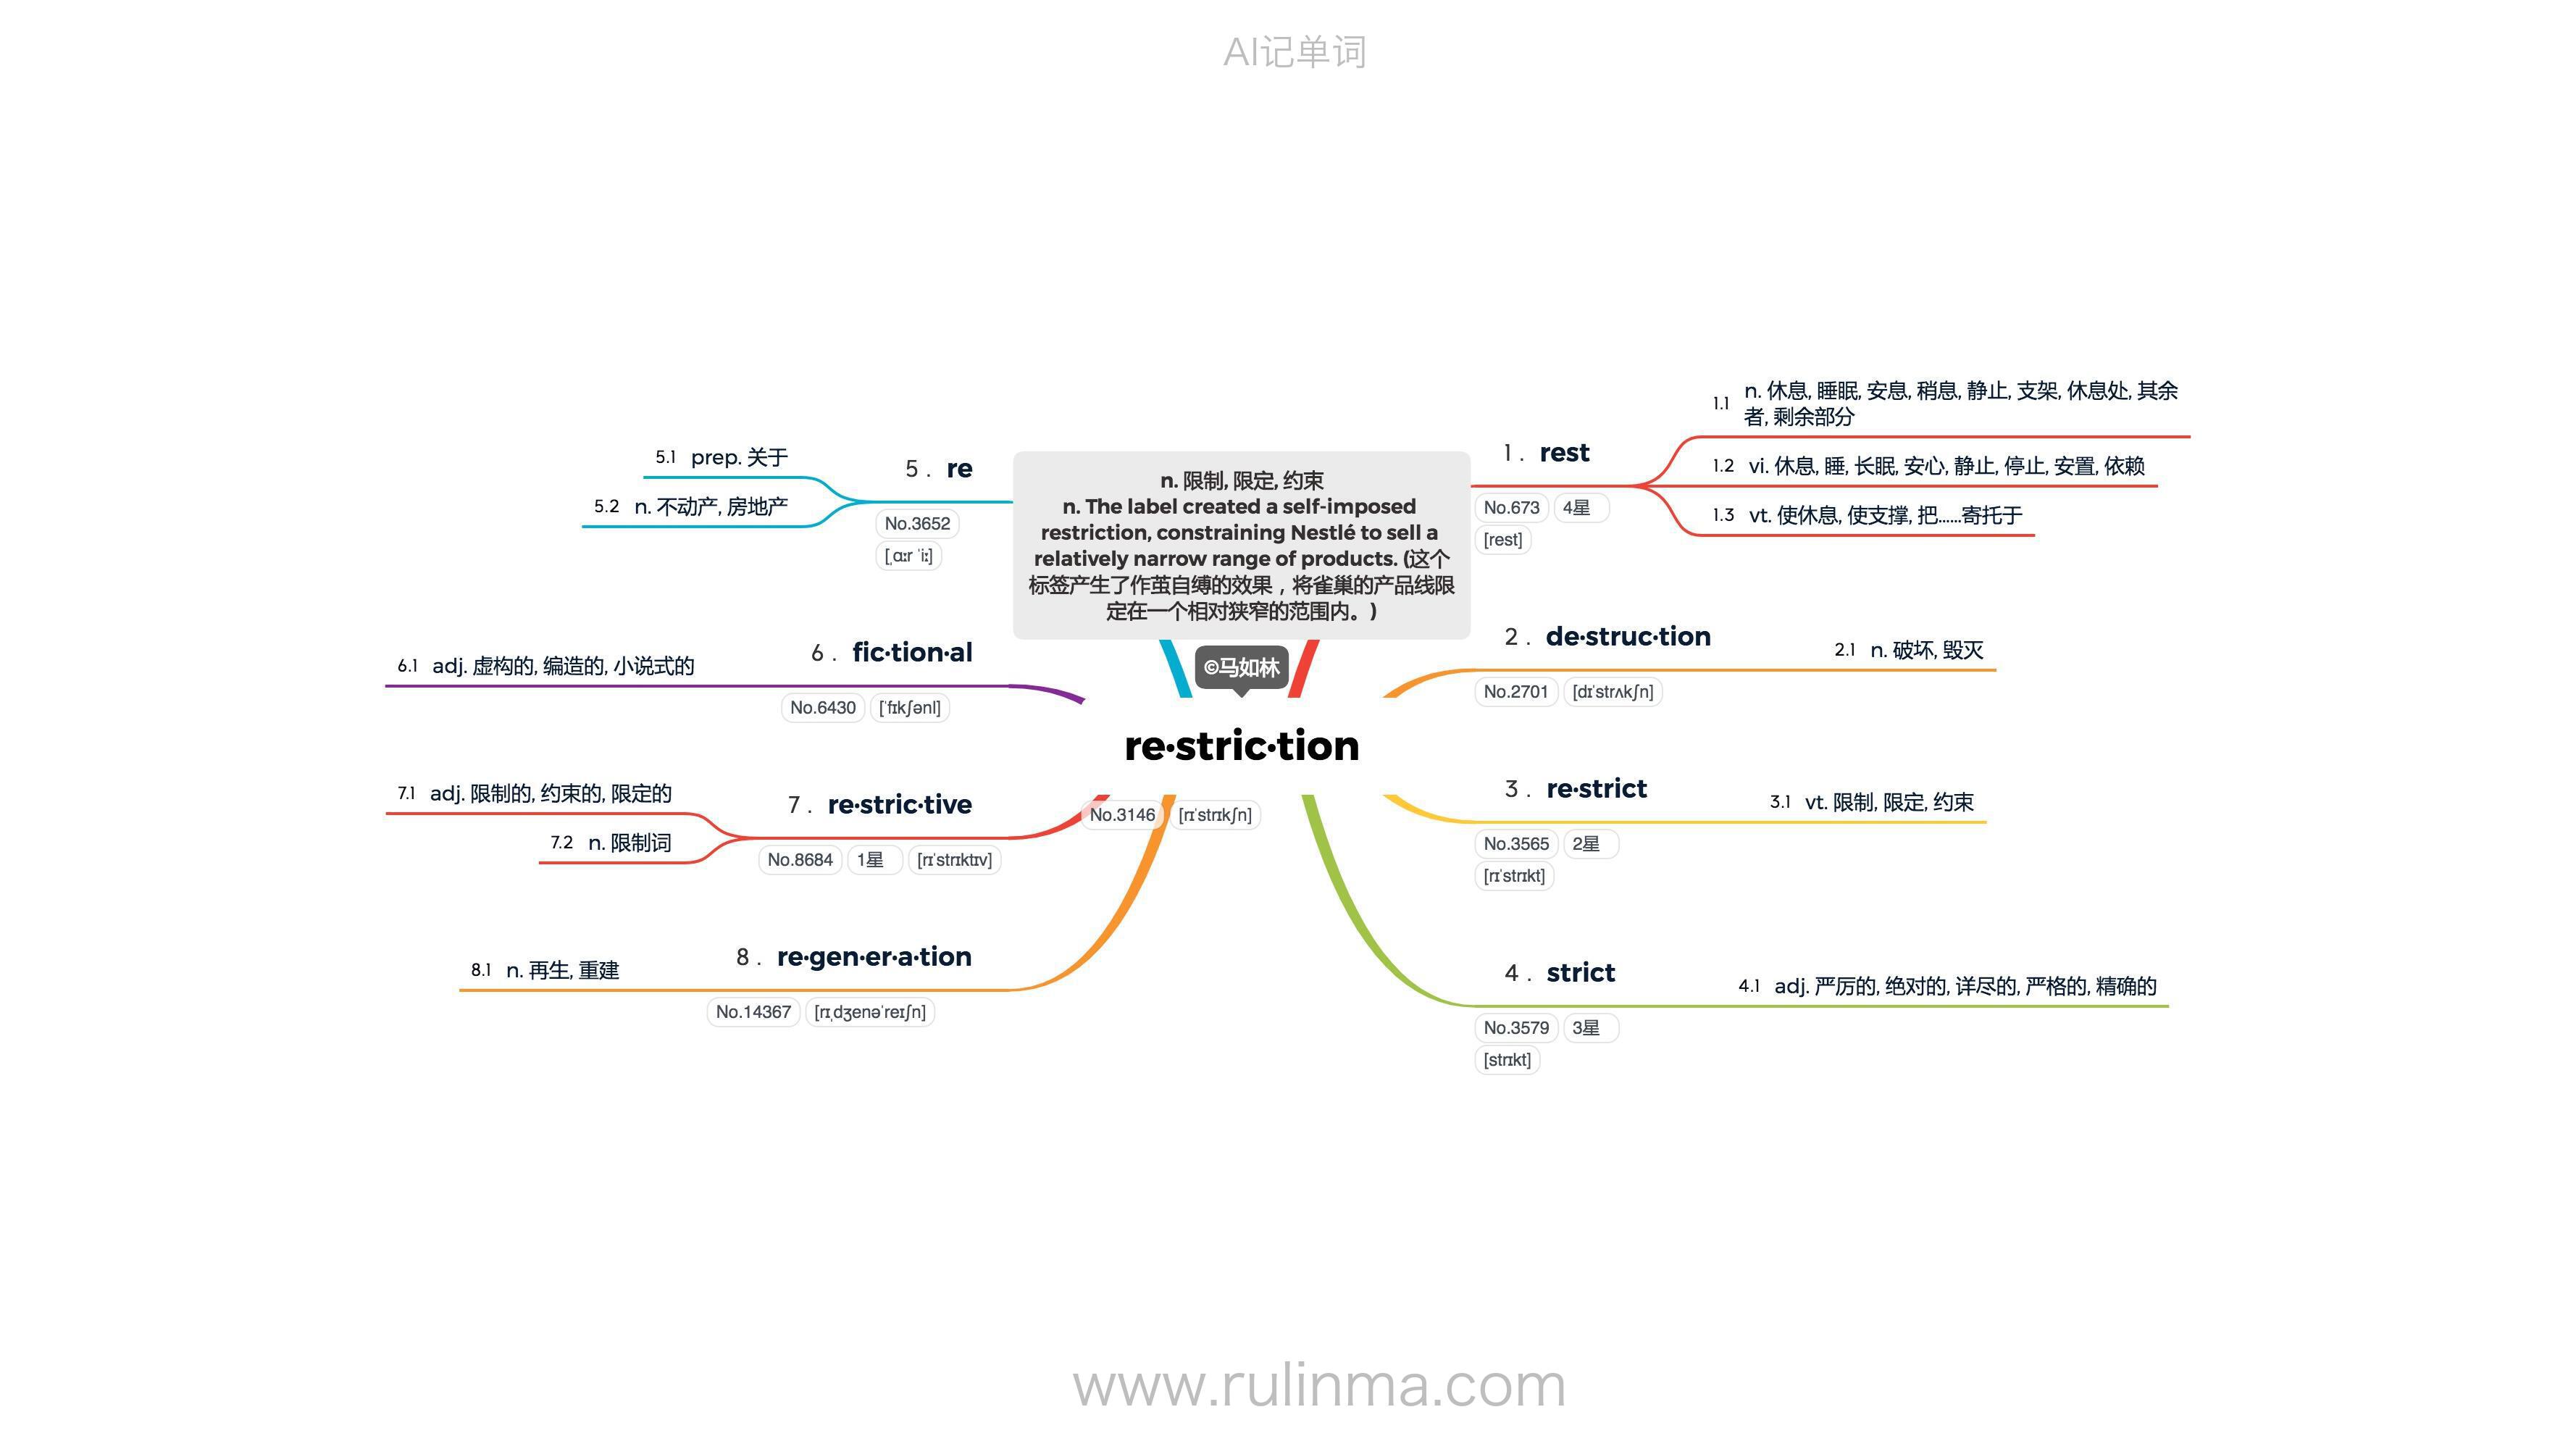 AI记单词
n. 限制, 限定, 约束
n. The label created a self-imposed
restriction, constraining Nestlé to sell a
relatively narrow range of products. (这个
标签产生了作茧自缚的效果，将雀巢的产品线限
定在一个相对狭窄的范围内。)
©马如林
re·stric·tion
No.3146 [rɪˈstrɪkʃn]
1 . rest
No.673 4星
[rest]
1.1 n. 休息, 睡眠, 安息, 稍息, 静止, 支架, 休息处, 其余
者, 剩余部分
1.2 vi. 休息, 睡, 长眠, 安心, 静止, 停止, 安置, 依赖
1.3 vt. 使休息, 使支撑, 把......寄托于
2 . de·struc·tion
No.2701 [dɪˈstrʌkʃn]
2.1 n. 破坏, 毁灭
3 . re·strict
No.3565 2星
[rɪˈstrɪkt]
3.1 vt. 限制, 限定, 约束
4 . strict
No.3579 3星
[strɪkt]
4.1 adj. 严厉的, 绝对的, 详尽的, 严格的, 精确的
5 . re
No.3652
[ˌɑːr ˈiː]
5.1 prep. 关于
5.2 n. 不动产, 房地产
6 . fic·tion·al
No.6430 [ˈfɪkʃənl]
6.1 adj. 虚构的, 编造的, 小说式的
7 . re·stric·tive
No.8684 1星 [rɪˈstrɪktɪv]
7.1 adj. 限制的, 约束的, 限定的
7.2 n. 限制词
8 . re·gen·er·a·tion
No.14367 [rɪˌdʒenəˈreɪʃn]
8.1 n. 再生, 重建
www.rulinma.com